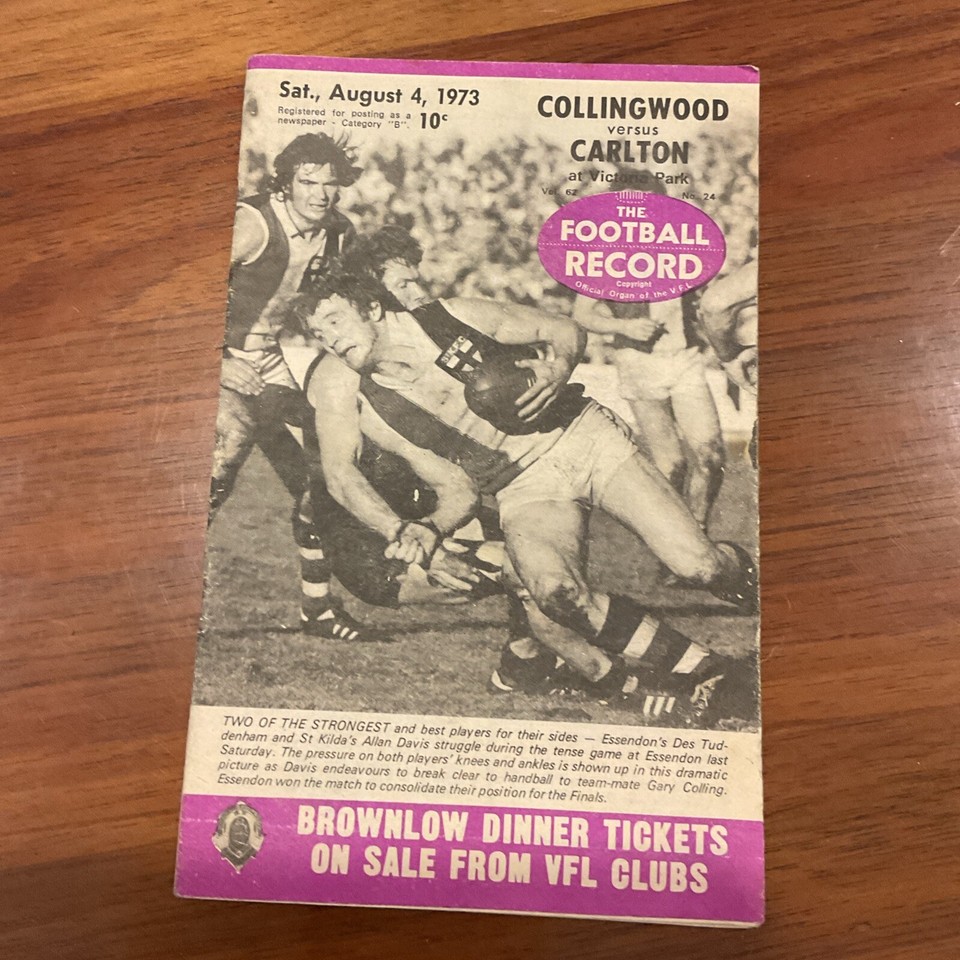 Sat., August 4, 1973
Registered for posting as a
newspaper - Category "B". 10c
COLLINGWOOD
versus
CARLTON
at Victoria Park
Vol. 62 No. 24
THE
FOOTBALL
RECORD
Copyright
Official Organ of the V.F.L.
St.K.F.C.
TWO OF THE STRONGEST and best players for their sides — Essendon's Des Tud-
denham and St Kilda's Allan Davis struggle during the tense game at Essendon last
Saturday. The pressure on both players' knees and ankles is shown up in this dramatic
picture as Davis endeavours to break clear to handball to team-mate Gary Colling.
Essendon won the match to consolidate their position for the Finals.
BROWNLOW DINNER TICKETS
ON SALE FROM VFL CLUBS